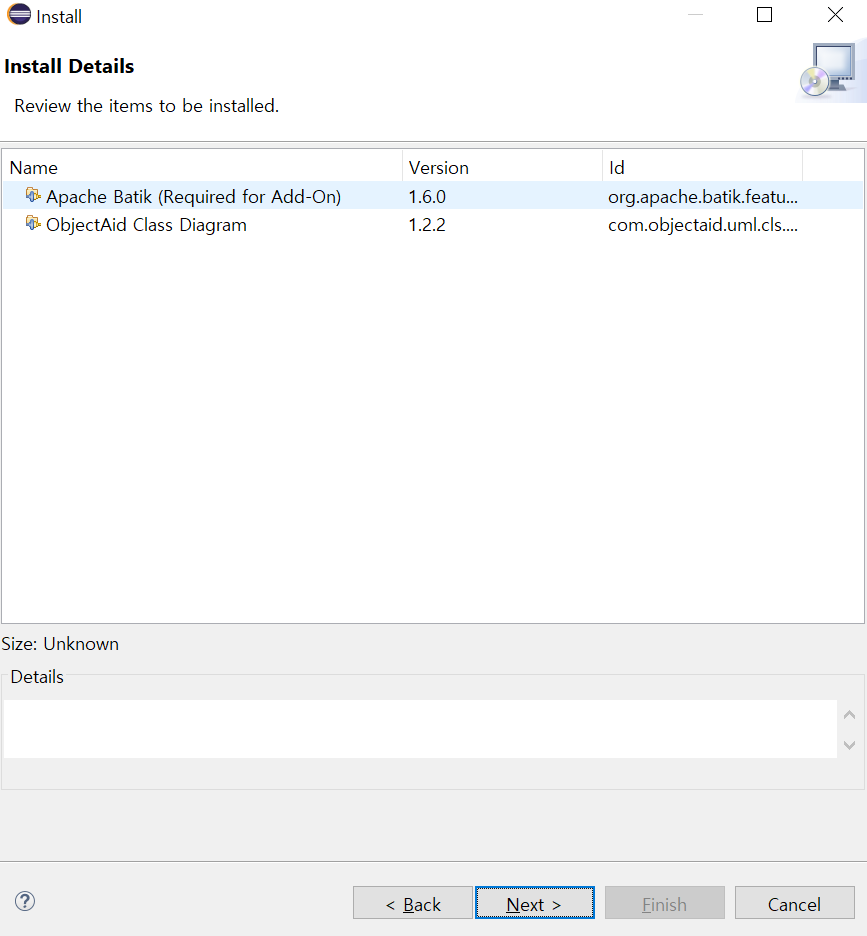 Install
Install Details
Review the items to be installed.
Name Version Id
Apache Batik (Required for Add-On) 1.6.0 org.apache.batik.featu...
ObjectAid Class Diagram 1.2.2 com.objectaid.uml.cls....
Size: Unknown
Details
< Back Next > Finish Cancel